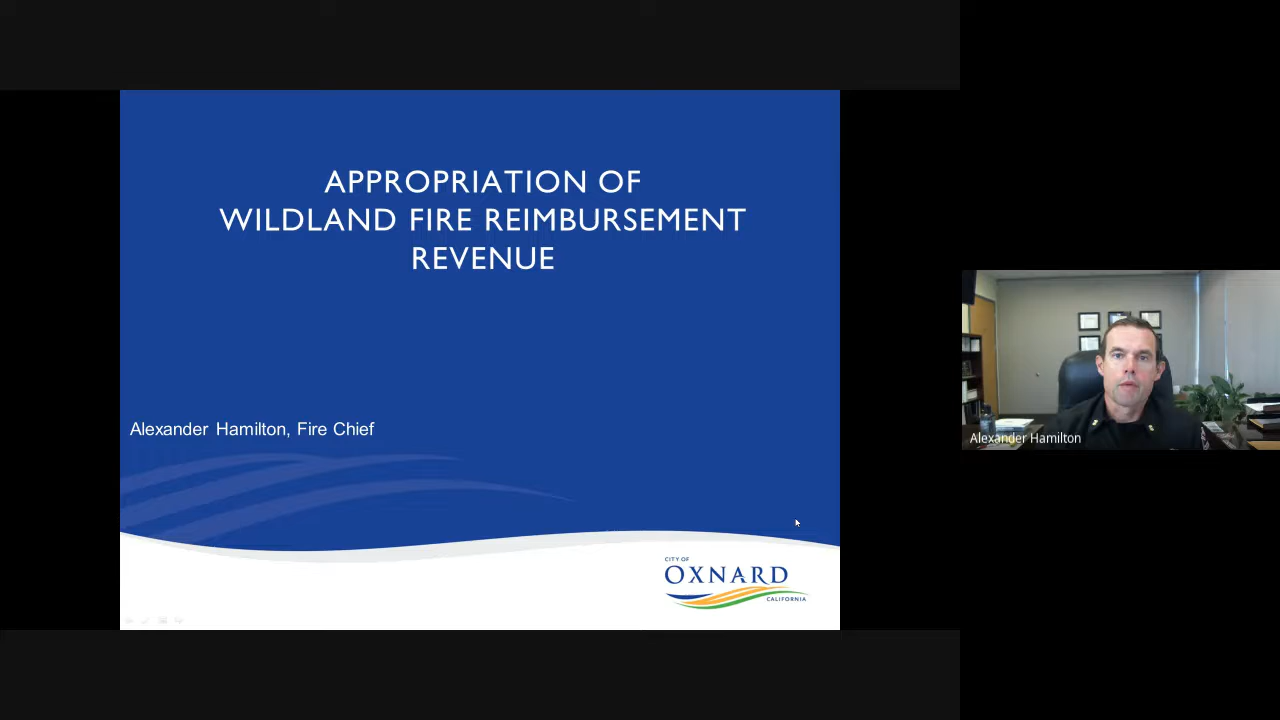 APPROPRIATION OF
WILDLAND FIRE REIMBURSEMENT
REVENUE
Alexander Hamilton, Fire Chief
CITY OF
OXNARD
CALIFORNIA
Alexander Hamilton